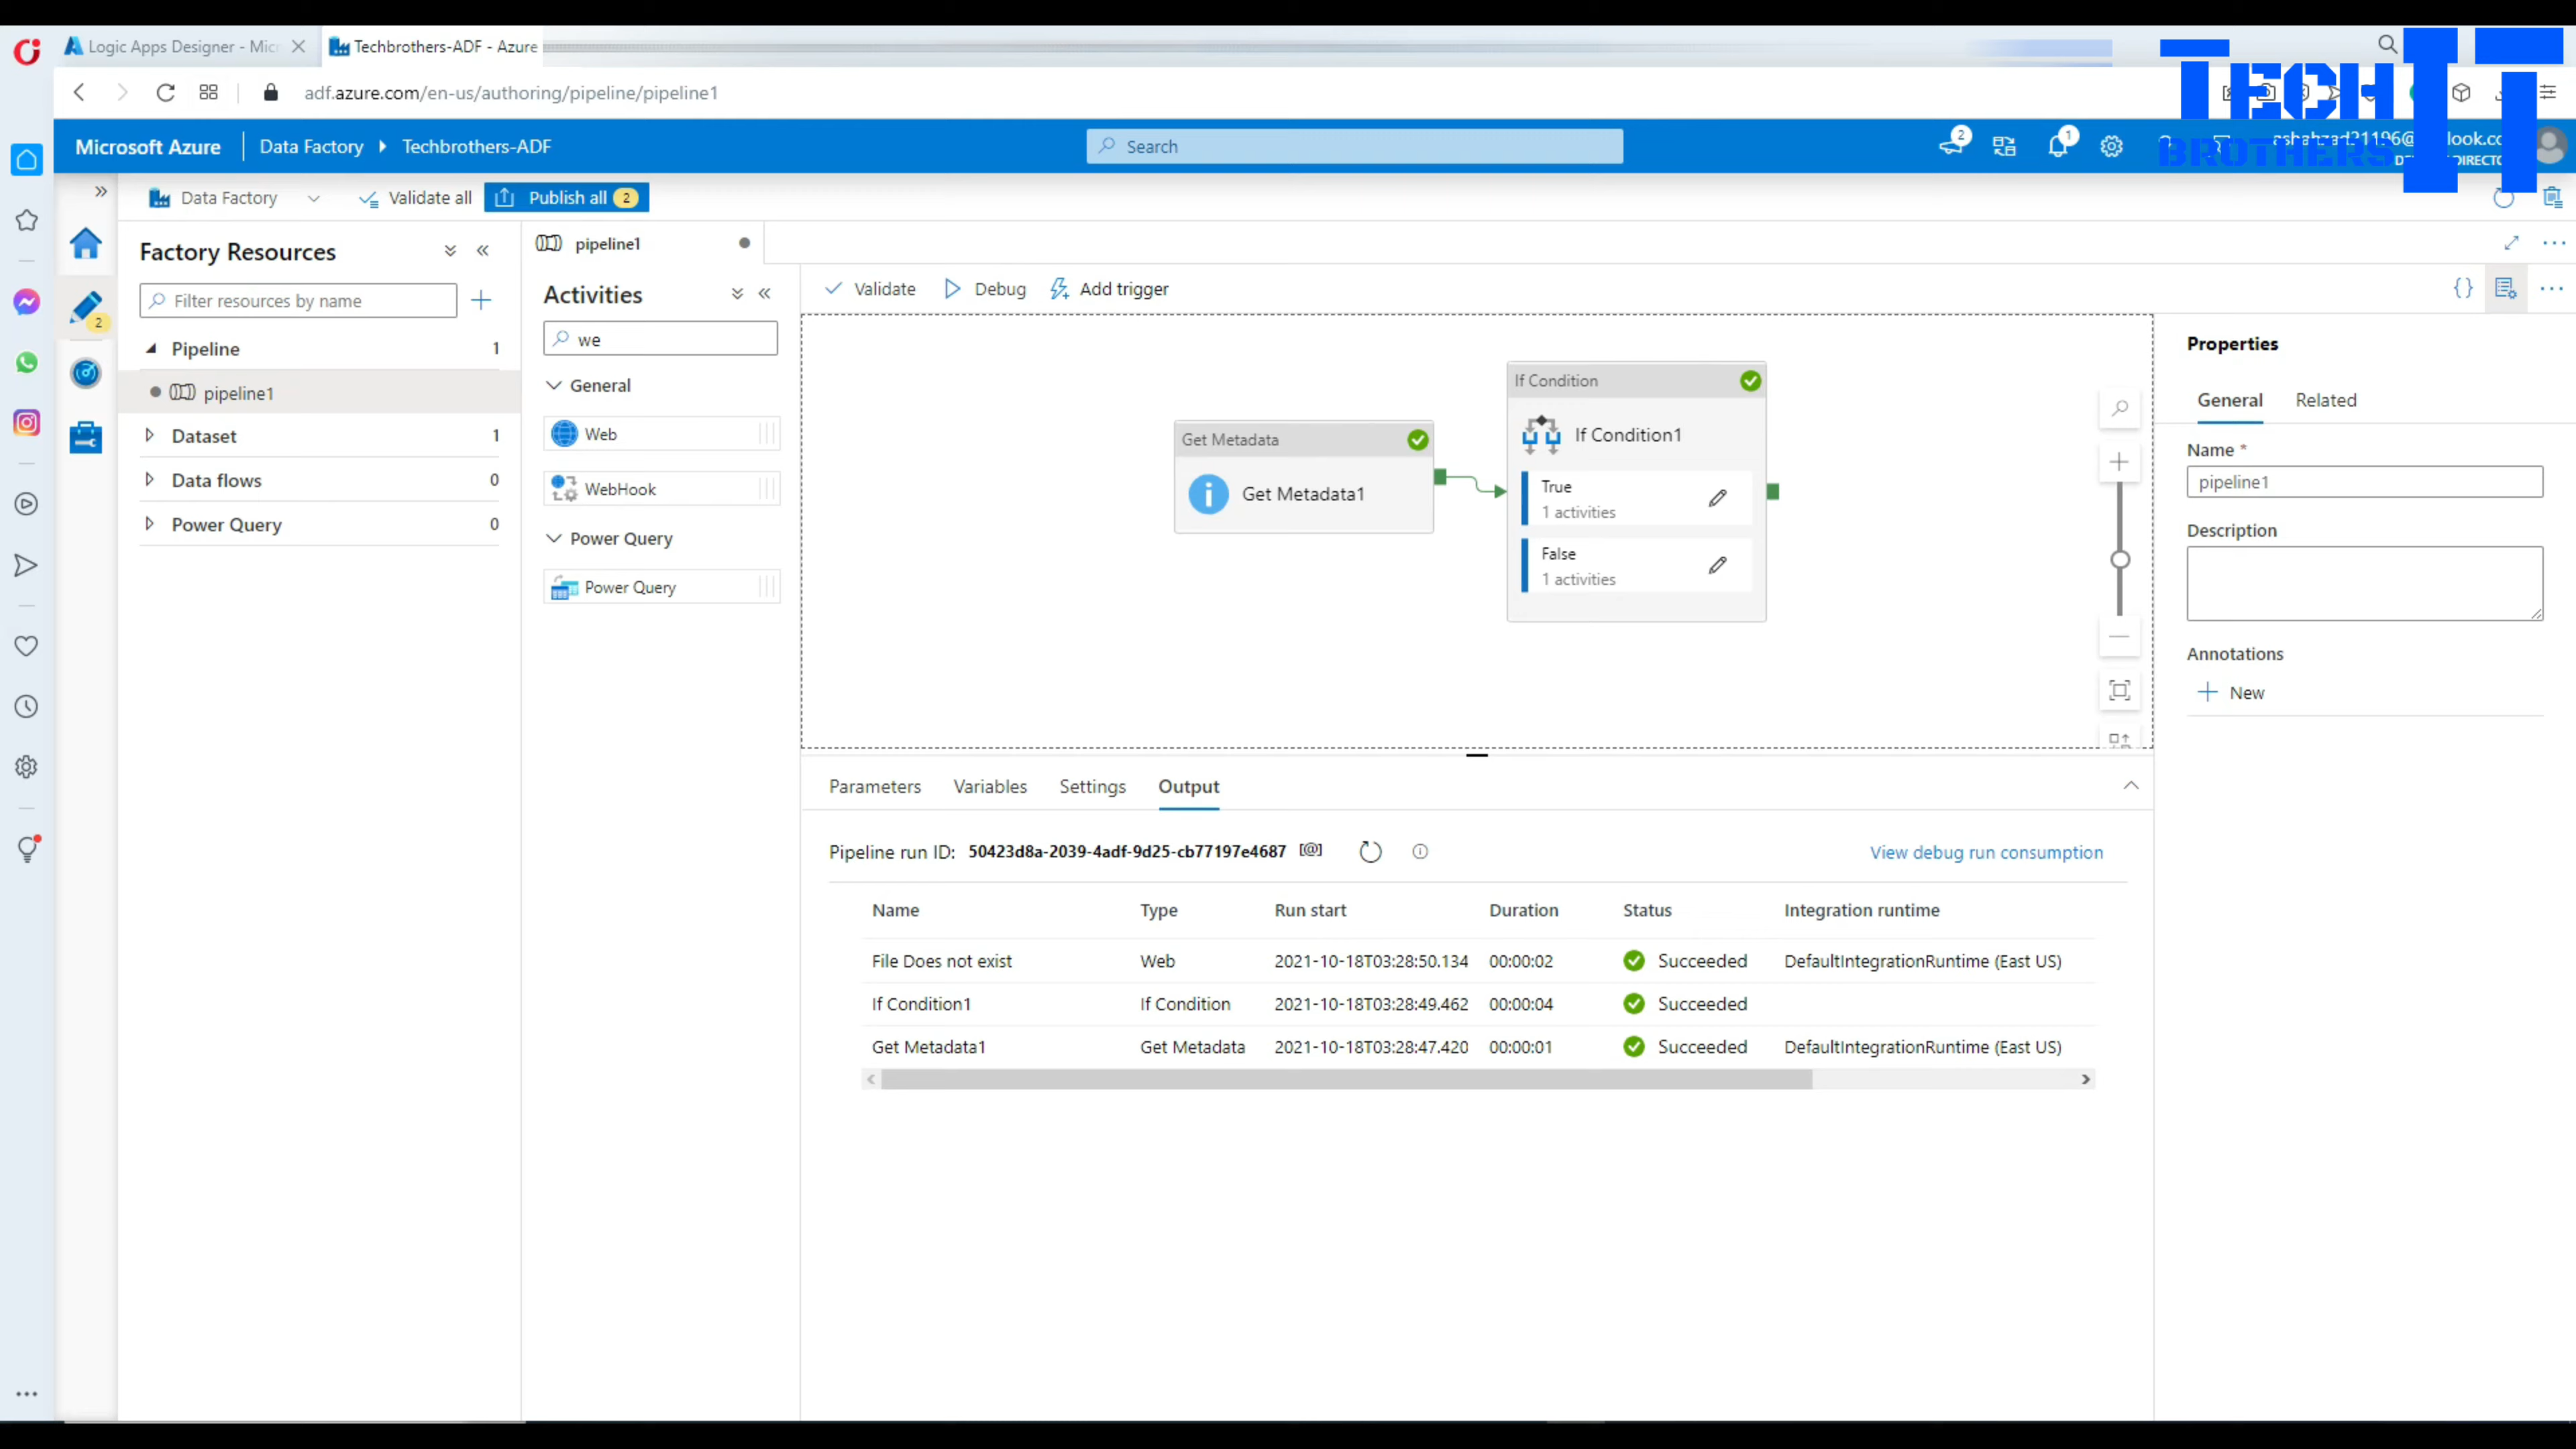 Logic Apps Designer - Mic
Techbrothers-ADF - Azure
adf.azure.com/en-us/authoring/pipeline/pipeline1
TECH IT
BROTHERS
Microsoft Azure
Data Factory
Techbrothers-ADF
Search
2
1
Data Factory
Validate all
Publish all 2
Factory Resources
Filter resources by name
2
Pipeline 1
pipeline1
Dataset 1
Data flows 0
Power Query 0
pipeline1
Activities
we
General
Web
WebHook
Power Query
Power Query
Validate
Debug
Add trigger
Get Metadata
Get Metadata1
If Condition
If Condition1
True
1 activities
False
1 activities
Properties
General
Related
Name *
pipeline1
Description
Annotations
New
Parameters
Variables
Settings
Output
Pipeline run ID: 50423d8a-2039-4adf-9d25-cb77197e4687
View debug run consumption
Name Type Run start Duration Status Integration runtime
File Does not exist Web 2021-10-18T03:28:50.134 00:00:02 Succeeded DefaultIntegrationRuntime (East US)
If Condition1 If Condition 2021-10-18T03:28:49.462 00:00:04 Succeeded
Get Metadata1 Get Metadata 2021-10-18T03:28:47.420 00:00:01 Succeeded DefaultIntegrationRuntime (East US)